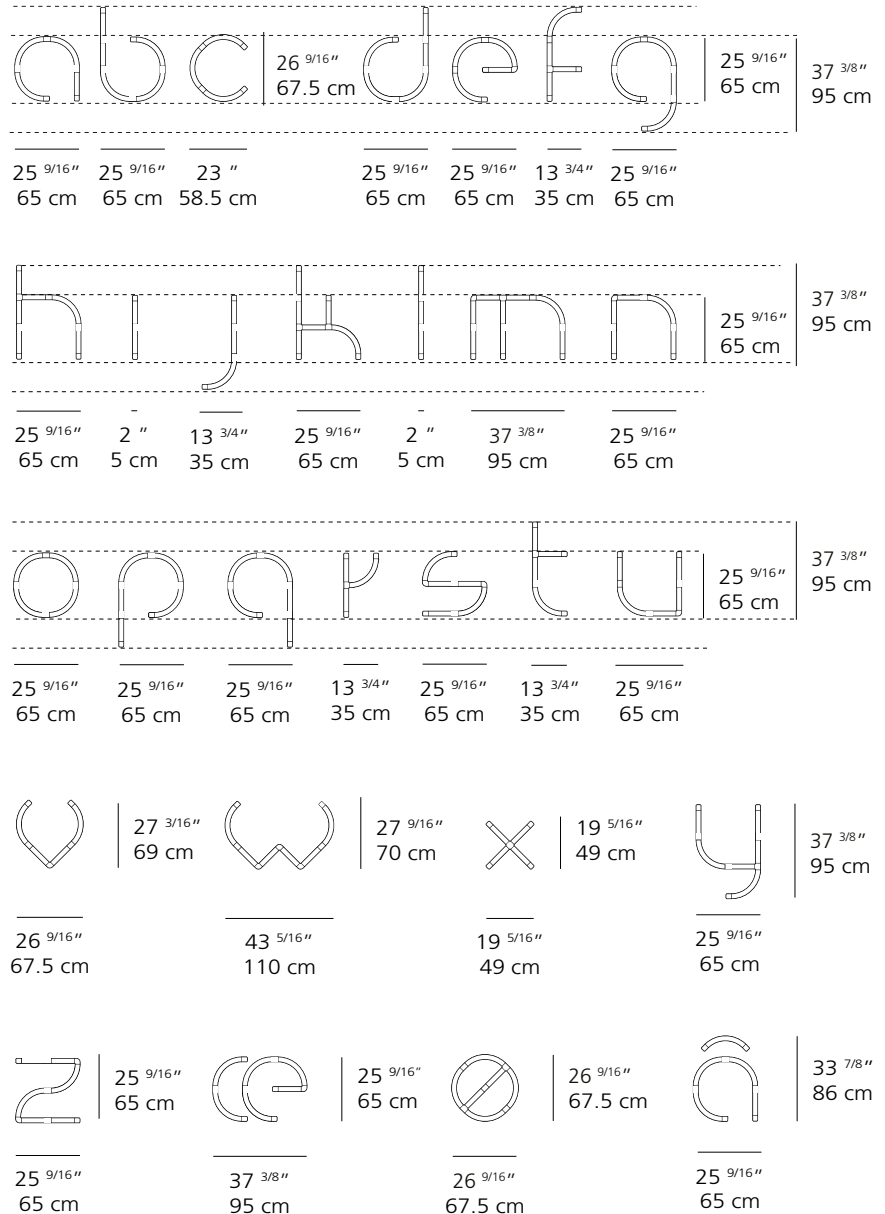 a b c d e f g
26 9/16" 25 9/16" 37 3/8"
67.5 cm 65 cm 95 cm
25 9/16" 25 9/16" 23 " 25 9/16" 25 9/16" 13 3/4" 25 9/16"
65 cm 65 cm 58.5 cm 65 cm 65 cm 35 cm 65 cm
h i j k l m n
25 9/16" 37 3/8"
65 cm 95 cm
25 9/16" 2 " 13 3/4" 25 9/16" 2 " 37 3/8" 25 9/16"
65 cm 5 cm 35 cm 65 cm 5 cm 95 cm 65 cm
o p q r s t u
25 9/16" 37 3/8"
65 cm 95 cm
25 9/16" 25 9/16" 25 9/16" 13 3/4" 25 9/16" 13 3/4" 25 9/16"
65 cm 65 cm 65 cm 35 cm 65 cm 35 cm 65 cm
v w x y
27 3/16" 27 9/16" 19 5/16" 37 3/8"
69 cm 70 cm 49 cm 95 cm
26 9/16" 43 5/16" 19 5/16" 25 9/16"
67.5 cm 110 cm 49 cm 65 cm
z œ ø â
25 9/16" 25 9/16" 26 9/16" 33 7/8"
65 cm 65 cm 67.5 cm 86 cm
25 9/16" 37 3/8" 26 9/16" 25 9/16"
65 cm 95 cm 67.5 cm 65 cm